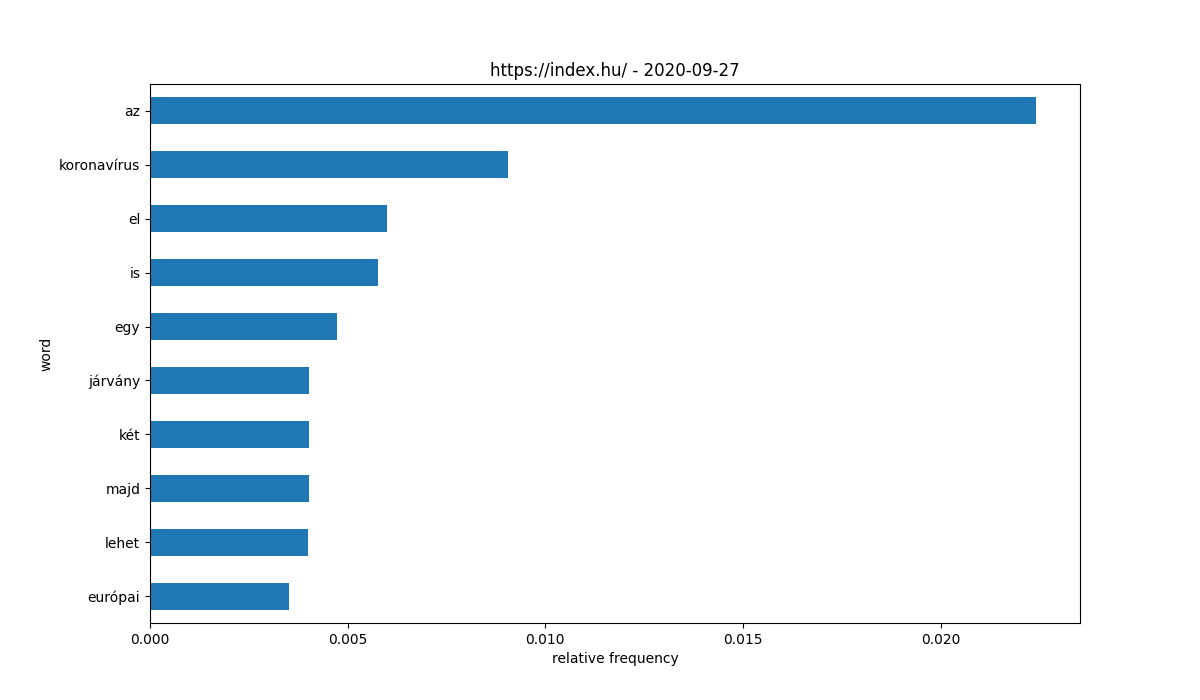 https://index.hu/ - 2020-09-27
az
koronavírus
el
is
egy
járvány
két
majd
lehet
európai
word
0.000 0.005 0.010 0.015 0.020
relative frequency